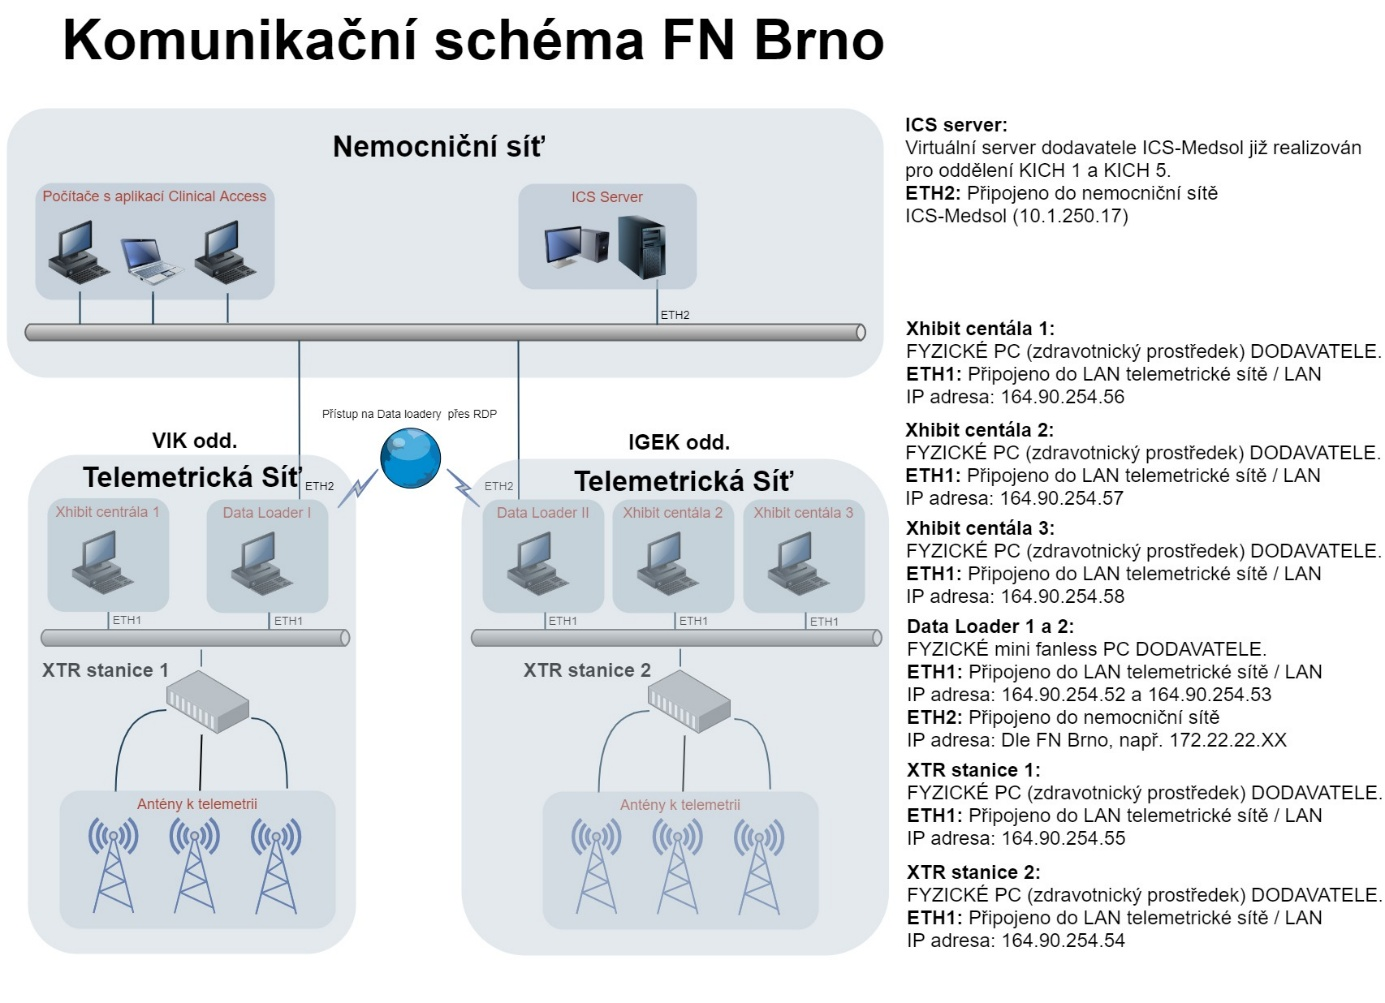 Komunikační schéma FN Brno
Nemocniční síť
Počítače s aplikací Clinical Access
ICS Server
ETH2
Přístup na Data loadery přes RDP
VIK odd.
Telemetrická Síť
ETH2
Xhibit centrála 1
Data Loader I
ETH1
ETH1
XTR stanice 1
Antény k telemetrii
IGEK odd.
Telemetrická Síť
ETH2
Data Loader II
Xhibit centála 2
Xhibit centála 3
ETH1
ETH1
ETH1
XTR stanice 2
Antény k telemetrii
ICS server:
Virtuální server dodavatele ICS-Medsol již realizován
pro oddělení KICH 1 a KICH 5.
ETH2: Připojeno do nemocniční sítě
ICS-Medsol (10.1.250.17)
Xhibit centála 1:
FYZICKÉ PC (zdravotnický prostředek) DODAVATELE.
ETH1: Připojeno do LAN telemetrické sítě / LAN
IP adresa: 164.90.254.56
Xhibit centála 2:
FYZICKÉ PC (zdravotnický prostředek) DODAVATELE.
ETH1: Připojeno do LAN telemetrické sítě / LAN
IP adresa: 164.90.254.57
Xhibit centála 3:
FYZICKÉ PC (zdravotnický prostředek) DODAVATELE.
ETH1: Připojeno do LAN telemetrické sítě / LAN
IP adresa: 164.90.254.58
Data Loader 1 a 2:
FYZICKÉ mini fanless PC DODAVATELE.
ETH1: Připojeno do LAN telemetrické sítě / LAN
IP adresa: 164.90.254.52 a 164.90.254.53
ETH2: Připojeno do nemocniční sítě
IP adresa: Dle FN Brno, např. 172.22.22.XX
XTR stanice 1:
FYZICKÉ PC (zdravotnický prostředek) DODAVATELE.
ETH1: Připojeno do LAN telemetrické sítě / LAN
IP adresa: 164.90.254.55
XTR stanice 2:
FYZICKÉ PC (zdravotnický prostředek) DODAVATELE.
ETH1: Připojeno do LAN telemetrické sítě / LAN
IP adresa: 164.90.254.54